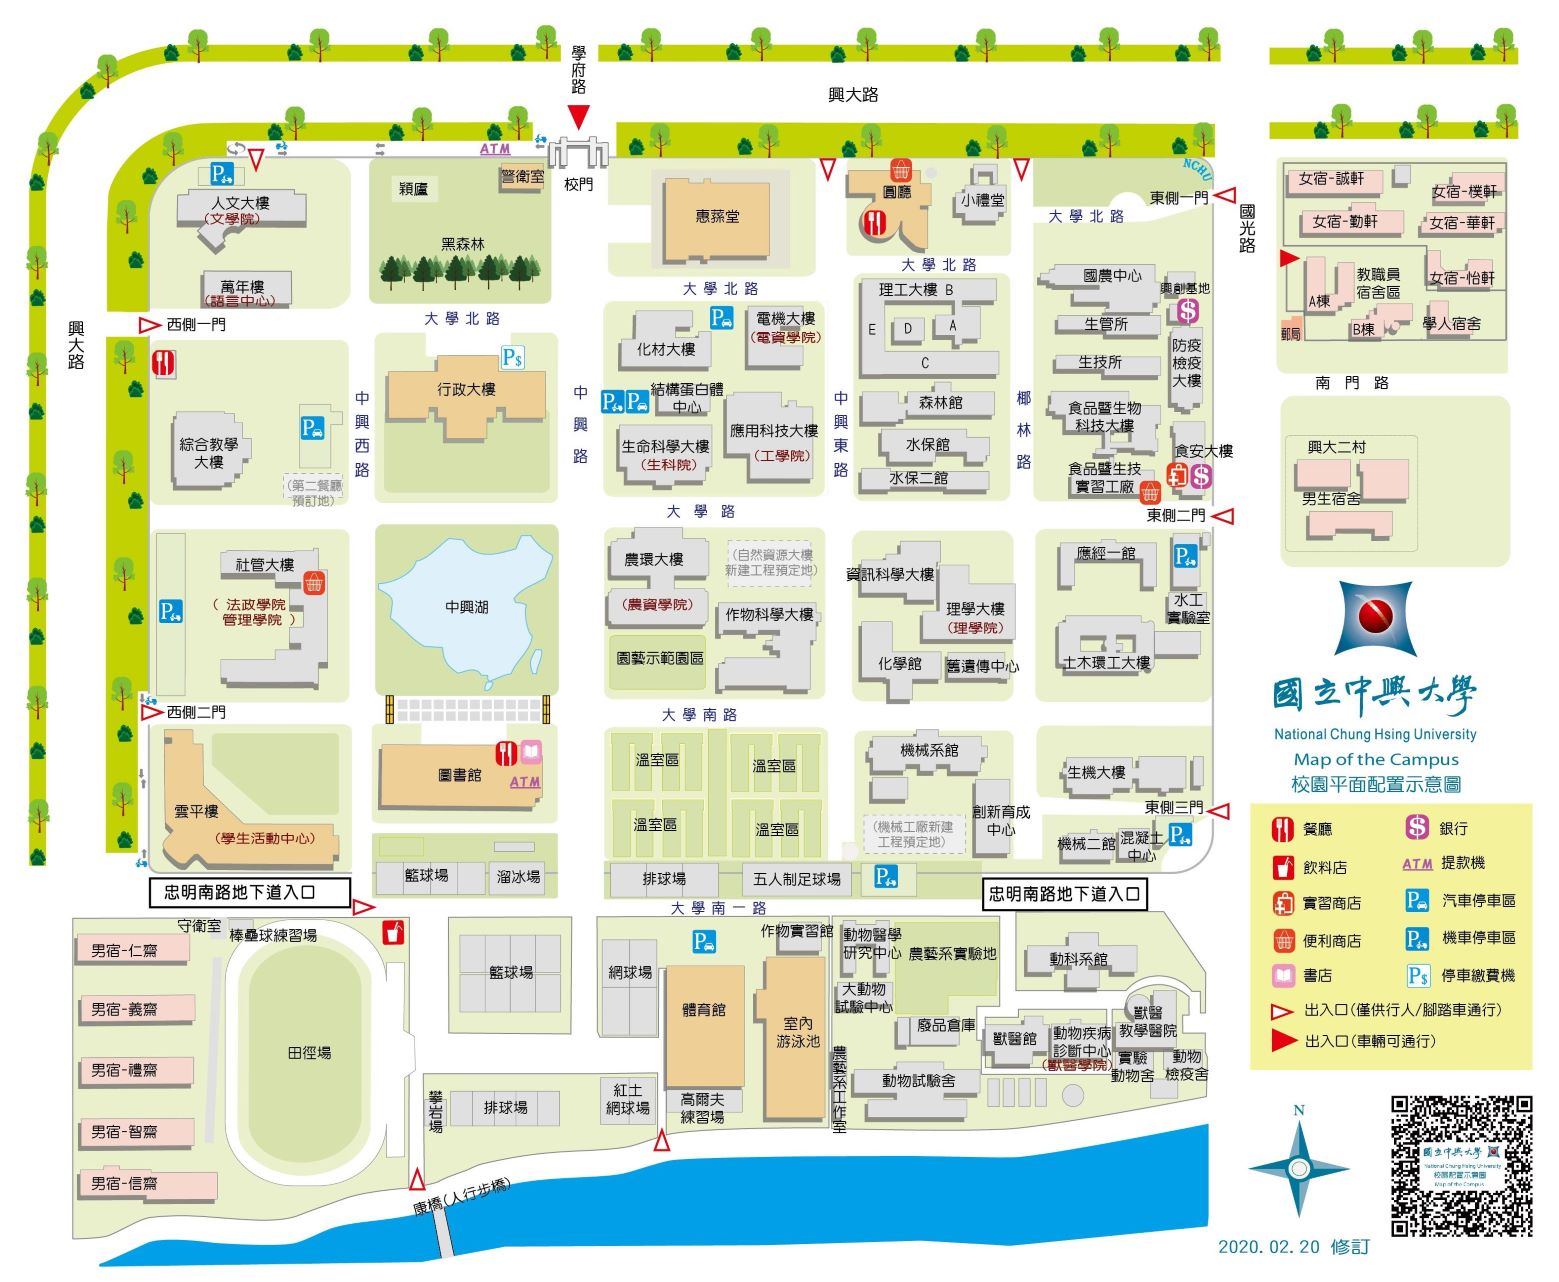 學府路
興大路
校門
ATM
警衛室
穎廬
黑森林
人文大樓
(文學院)
萬年樓
(語言中心)
西側一門
興大路
惠蓀堂
圓廳
小禮堂
NCHU
東側一門
國光路
大學北路
大學北路
大學北路
大學北路
女宿-誠軒
女宿-樸軒
女宿-勤軒
女宿-華軒
女宿-怡軒
教職員
宿舍區
A棟
B棟
學人宿舍
郵局
南門路
興大二村
男生宿舍
行政大樓
中興西路
中興路
中興東路
椰林路
綜合教學
大樓
(第二餐廳
預訂地)
化材大樓
電機大樓
(電資學院)
結構蛋白體
中心
生命科學大樓
(生科院)
應用科技大樓
(工學院)
理工大樓 B
E
D
A
C
森林館
水保館
水保二館
國農中心
興創基地
生管所
生技所
防疫
檢疫
大樓
食品暨生物
科技大樓
食安大樓
食品暨生技
實習工廠
東側二門
大學路
社管大樓
( 法政學院
管理學院 )
中興湖
農環大樓
(農資學院)
(自然資源大樓
新建工程預定地)
作物科學大樓
園藝示範園區
資訊科學大樓
理學大樓
(理學院)
化學館
舊遺傳中心
應經一館
水工
實驗室
土木環工大樓
西側二門
大學南路
雲平樓
(學生活動中心)
圖書館
ATM
溫室區
溫室區
溫室區
溫室區
機械系館
(機械工廠新建
工程預定地)
創新育成
中心
生機大樓
東側三門
機械二館
混凝土
中心
籃球場
溜冰場
排球場
五人制足球場
忠明南路地下道入口
忠明南路地下道入口
大學南一路
守衛室
棒壘球練習場
男宿-仁齋
男宿-義齋
男宿-禮齋
男宿-智齋
男宿-信齋
田徑場
籃球場
攀岩場
排球場
網球場
紅土
網球場
體育館
高爾夫
練習場
作物實習館
室內
游泳池
動物醫學
研究中心
大動物
試驗中心
農藝系實驗地
廢品倉庫
農藝系工作室
動物試驗舍
動科系館
獸醫館
動物疾病
診斷中心
(獸醫學院)
獸醫
教學醫院
實驗
動物舍
動物
檢疫舍
康橋(人行步橋)
國立中興大學
National Chung Hsing University
Map of the Campus
校園平面配置示意圖
餐廳
銀行
飲料店
ATM 提款機
實習商店
汽車停車區
便利商店
機車停車區
書店
停車繳費機
出入口(僅供行人/腳踏車通行)
出入口(車輛可通行)
N
國立中興大學
National Chung Hsing University
校園配置示意圖
Map of the Campus
2020.02.20 修訂